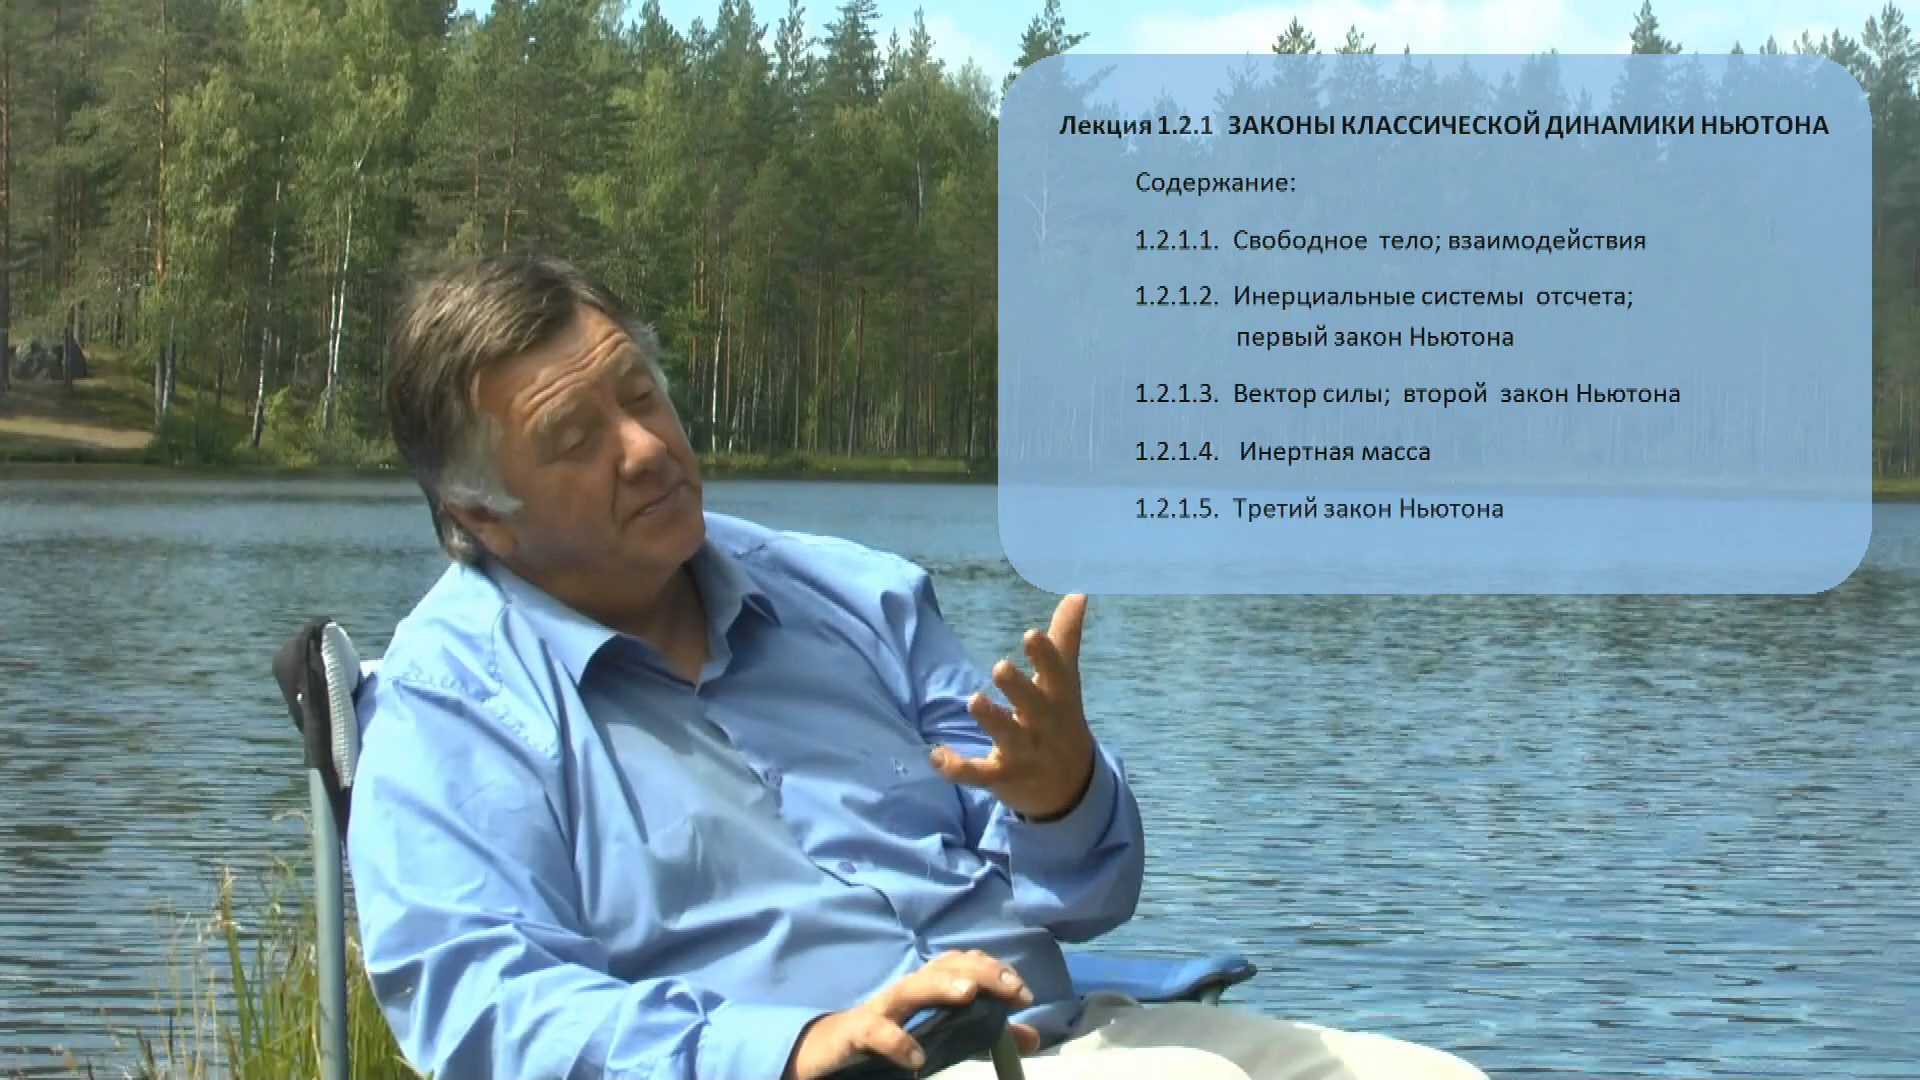 Лекция 1.2.1 ЗАКОНЫ КЛАССИЧЕСКОЙ ДИНАМИКИ НЬЮТОНА
Содержание:
1.2.1.1. Свободное тело; взаимодействия
1.2.1.2. Инерциальные системы отсчета;
первый закон Ньютона
1.2.1.3. Вектор силы; второй закон Ньютона
1.2.1.4. Инертная масса
1.2.1.5. Третий закон Ньютона